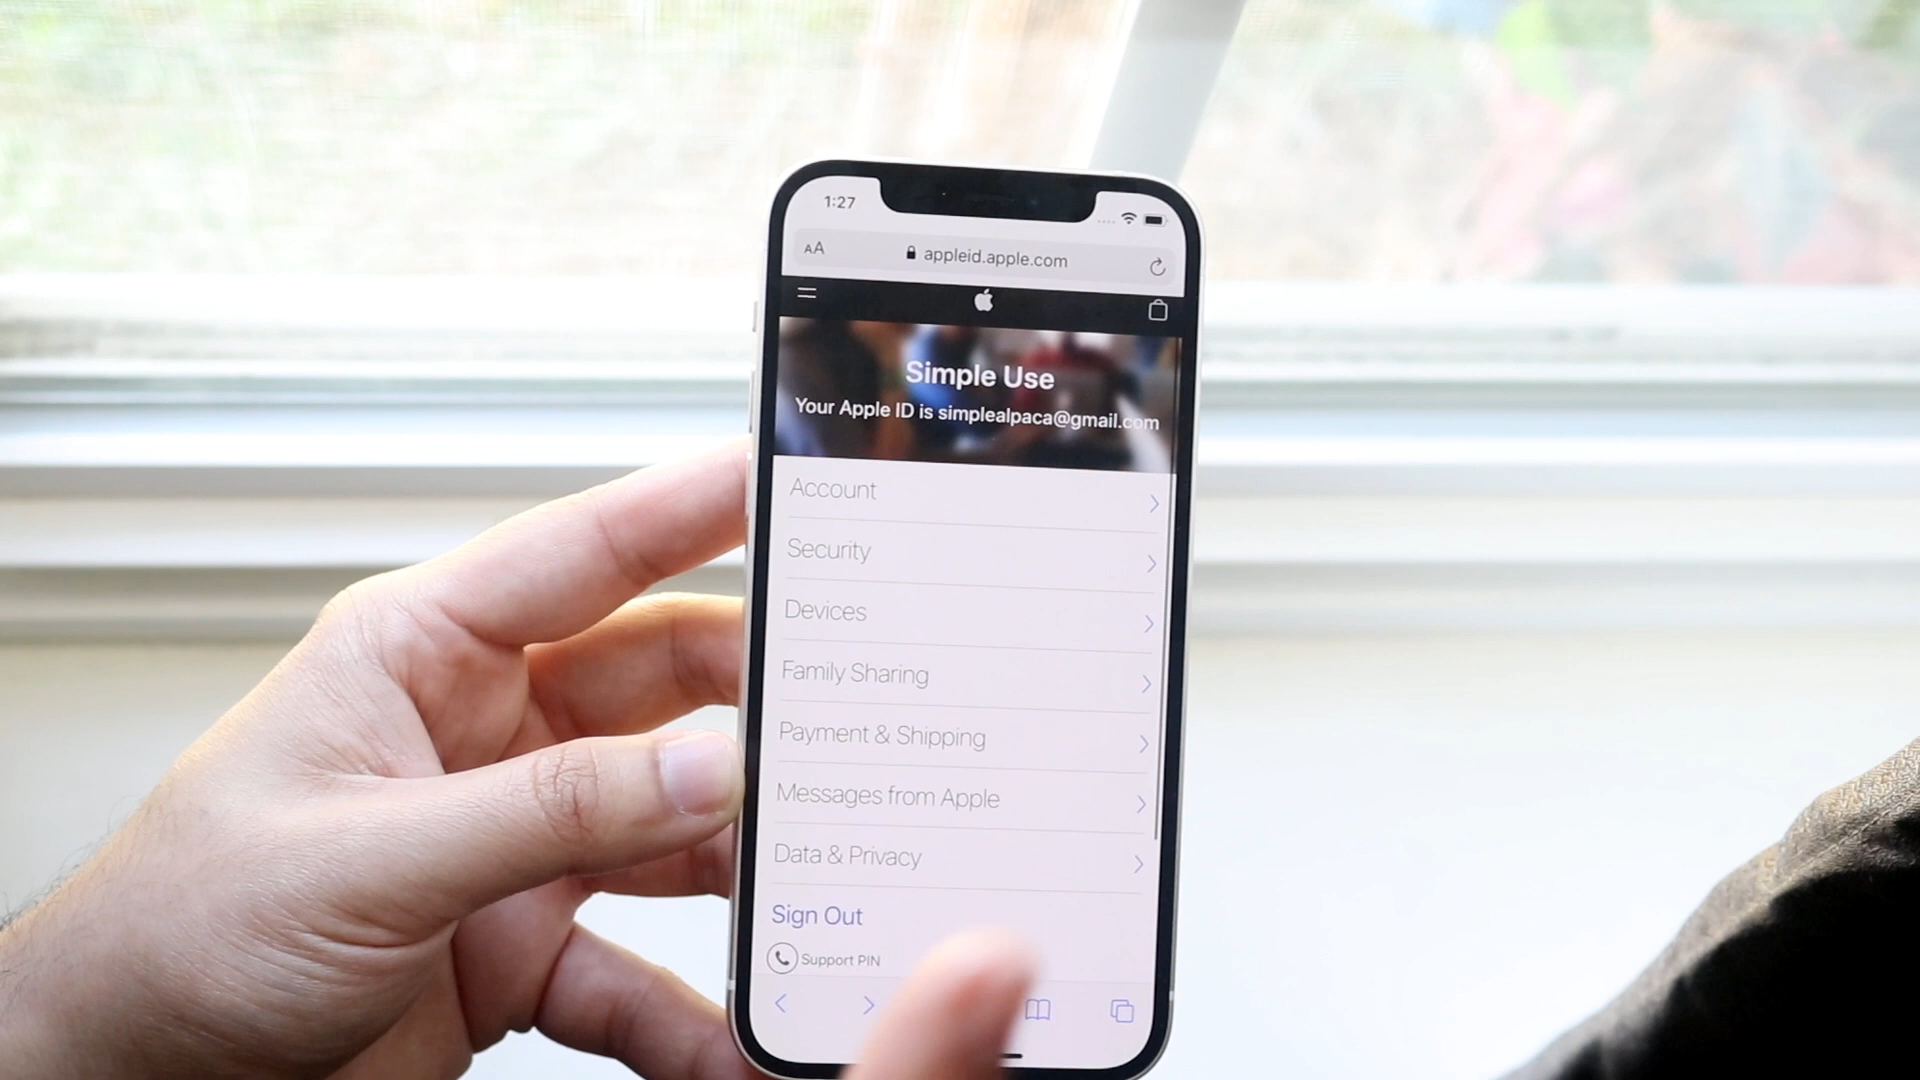 1:27
AA appleid.apple.com
Simple Use
Your Apple ID is simplealpaca@gmail.com
Account
Security
Devices
Family Sharing
Payment & Shipping
Messages from Apple
Data & Privacy
Sign Out
Support PIN